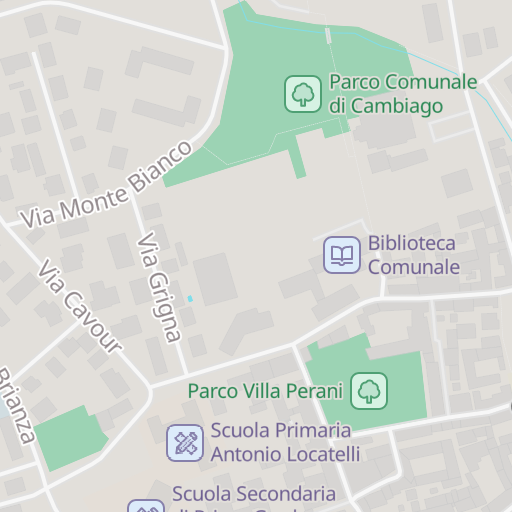 Parco Comunale
di Cambiago
Via Monte Bianco
Biblioteca
Comunale
Via Grigna
Via Cavour
Brianza
Parco Villa Perani
Scuola Primaria
Antonio Locatelli
Scuola Secondaria